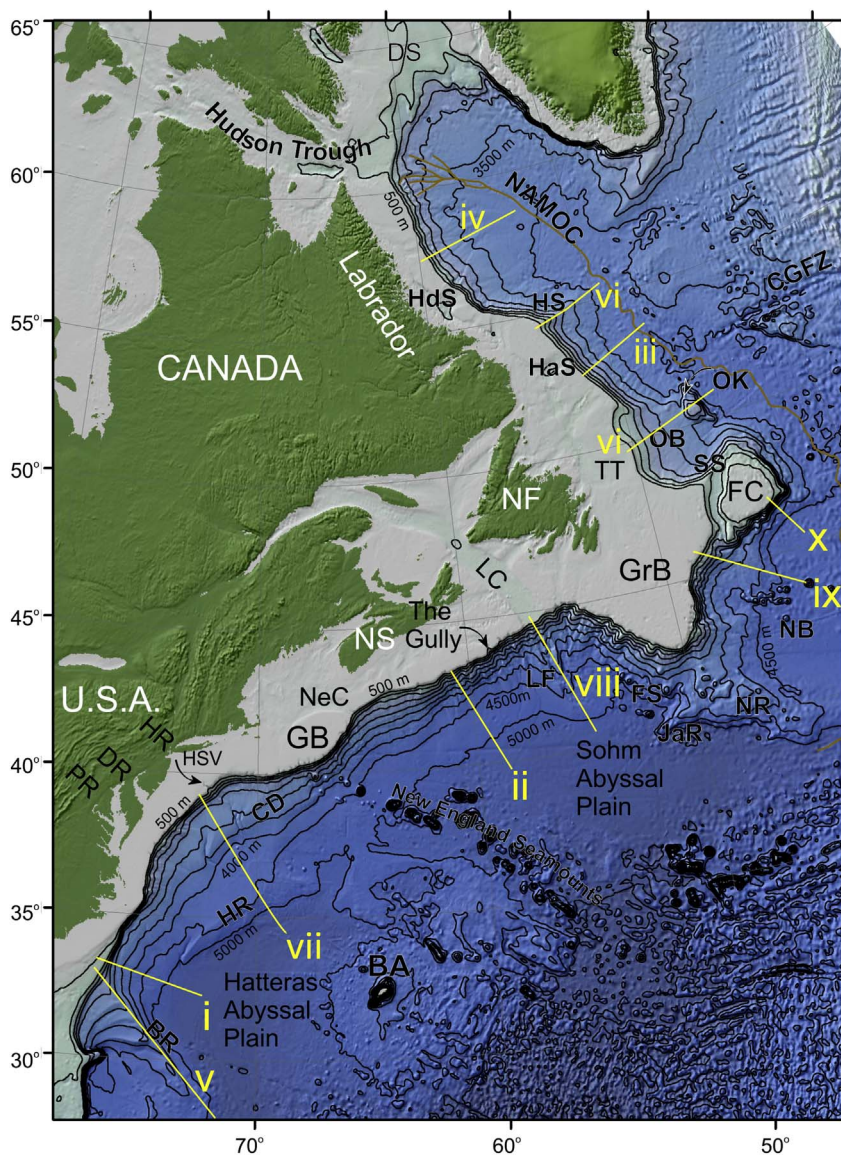 65°
DS
Hudson Trough
60°
3500 m
NAMOC
500 m
iv
CGFZ
Labrador
HdS
HS
vi
55°
iii
HaS
CANADA
OK
vi
OB
50°
TT
SS
FC
NF
x
LC
GrB
ix
45°
The
Gully
NS
NB
4500 m
500 m
LF
viii
FS
NeC
4500m
NR
U.S.A.
JaR
HR
GB
5000 m
Sohm
Abyssal
Plain
HSV
DR
40°
PR
ii
500 m
CD
New England Seamounts
4000 m
HR
35°
5000 m
vii
BA
Hatteras
Abyssal
Plain
i
BR
30°
v
70°
60°
50°